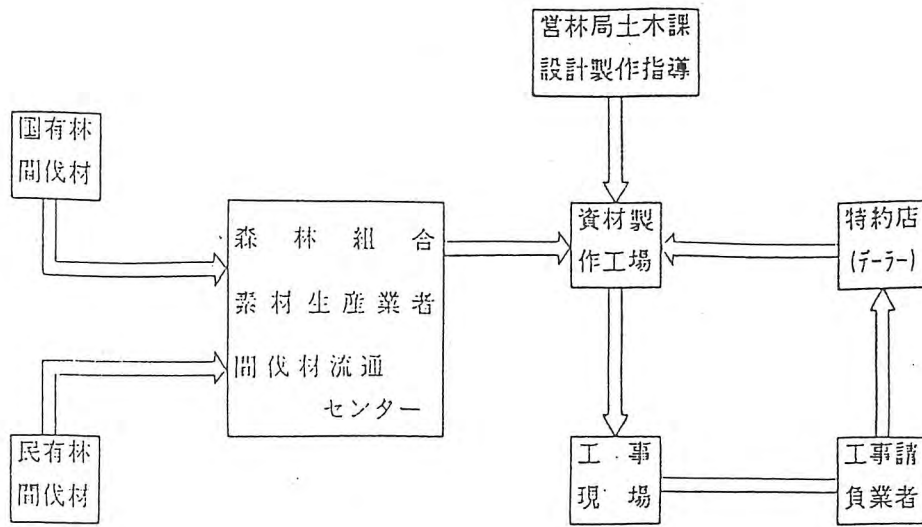 営林局土木課
設計製作指導
国有林
間伐材
森林組合
素材生産業者
間伐材流通
センター
資材製
作工場
特約店
(デーラー)
民有林
間伐材
工事
現場
工事請
負業者